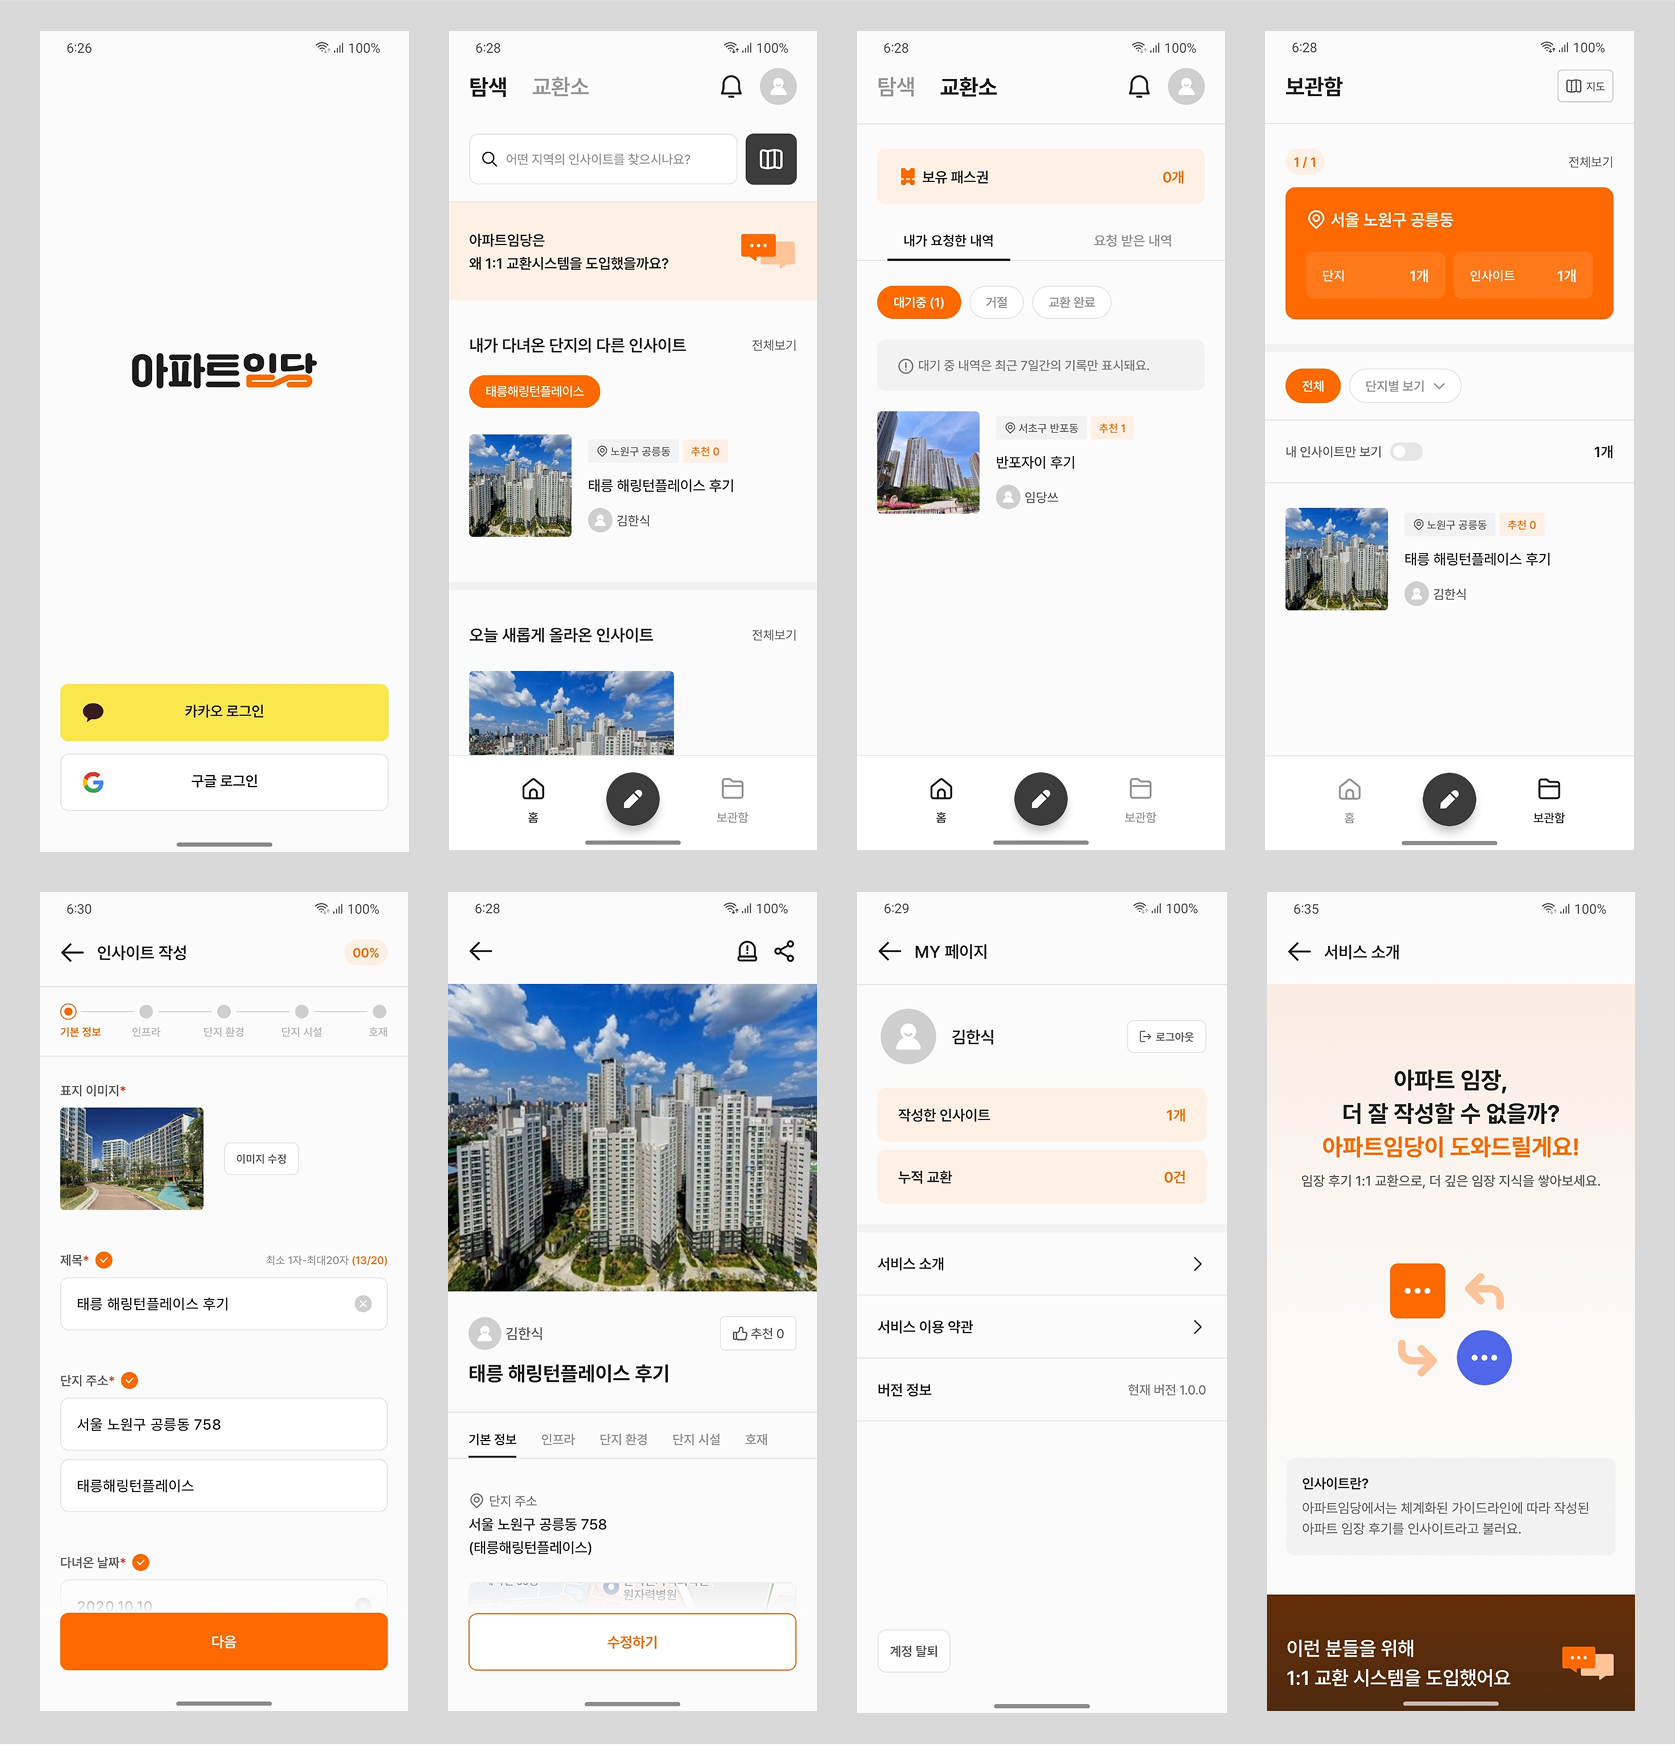 6:26
100%
아파트임당
카카오 로그인
구글 로그인
6:28
100%
탐색 교환소
어떤 지역의 인사이트를 찾으시나요?
아파트임당은
왜 1:1 교환시스템을 도입했을까요?
내가 다녀온 단지의 다른 인사이트
전체보기
태릉해링턴플레이스
노원구 공릉동
추천 0
태릉 해링턴플레이스 후기
김한식
오늘 새롭게 올라온 인사이트
전체보기
홈
보관함
6:28
100%
탐색 교환소
보유 패스권
0개
내가 요청한 내역
요청 받은 내역
대기중 (1)
거절
교환 완료
대기 중 내역은 최근 7일간의 기록만 표시돼요.
서초구 반포동
추천 1
반포자이 후기
임당쓰
홈
보관함
6:28
100%
보관함
지도
1 / 1
전체보기
서울 노원구 공릉동
단지
1개
인사이트
1개
전체
단지별 보기
내 인사이트만 보기
1개
노원구 공릉동
추천 0
태릉 해링턴플레이스 후기
김한식
홈
보관함
6:30
100%
인사이트 작성
00%
기본 정보
인프라
단지 환경
단지 시설
호재
표지 이미지*
이미지 수정
제목*
최소 1자-최대20자 (13/20)
태릉 해링턴플레이스 후기
단지 주소*
서울 노원구 공릉동 758
태릉해링턴플레이스
다녀온 날짜*
2020.10.10
다음
6:28
100%
김한식
추천 0
태릉 해링턴플레이스 후기
기본 정보
인프라
단지 환경
단지 시설
호재
단지 주소
서울 노원구 공릉동 758
(태릉해링턴플레이스)
원자력병원
수정하기
6:29
100%
MY 페이지
김한식
로그아웃
작성한 인사이트
1개
누적 교환
0건
서비스 소개
서비스 이용 약관
버전 정보
현재 버전 1.0.0
계정 탈퇴
6:35
100%
서비스 소개
아파트 임장,
더 잘 작성할 수 없을까?
아파트임당이 도와드릴게요!
임장 후기 1:1 교환으로, 더 깊은 임장 지식을 쌓아보세요.
인사이트란?
아파트임당에서는 체계화된 가이드라인에 따라 작성된
아파트 임장 후기를 인사이트라고 불러요.
이런 분들을 위해
1:1 교환 시스템을 도입했어요